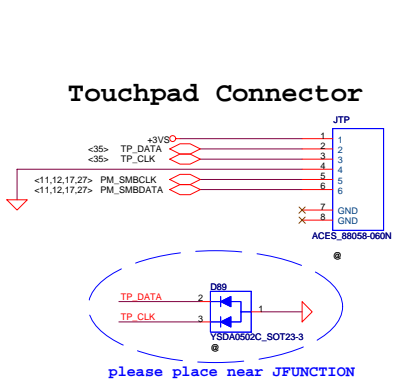 Touchpad Connector
JTP
+3VS
1 1
<35> TP_DATA 2 2
<35> TP_CLK 3 3
4 4
<11,12,17,27> PM_SMBCLK 5 5
<11,12,17,27> PM_SMBDATA 6 6
7 GND
8 GND
ACES_88058-060N
@
D89
TP_DATA 2
1
TP_CLK 3
YSDA0502C_SOT23-3
@
please place near JFUNCTION